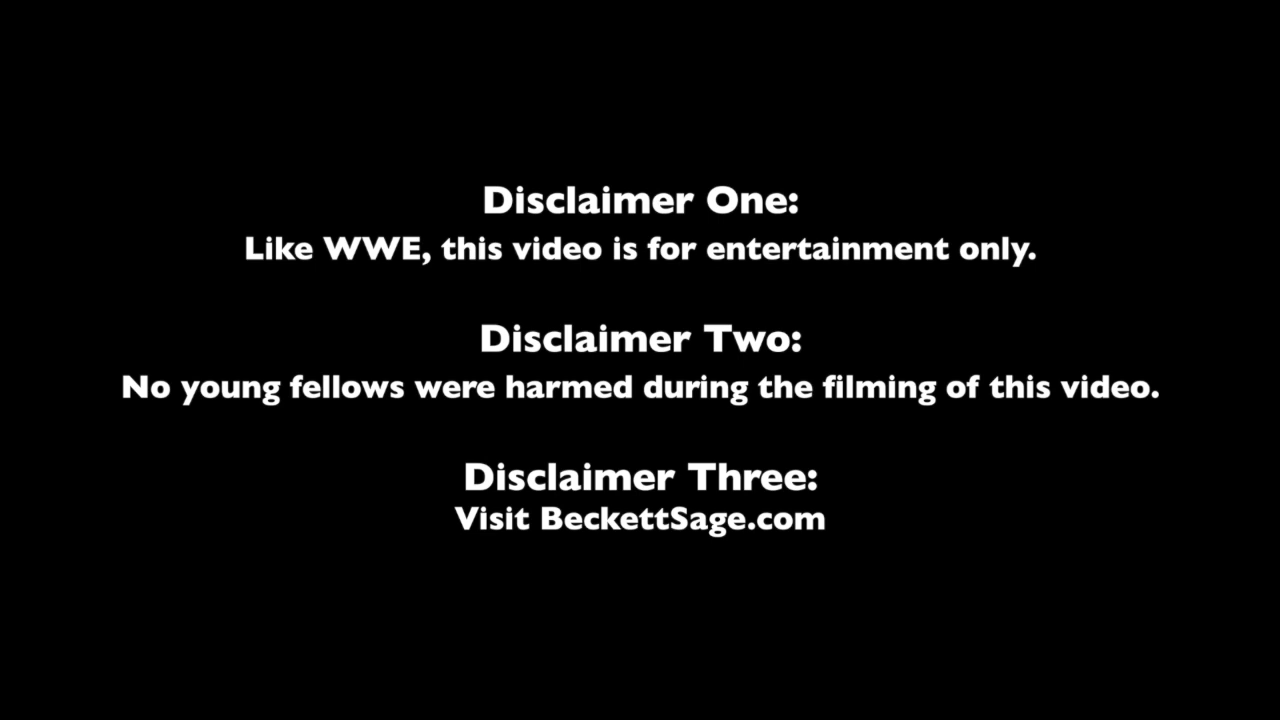 Disclaimer One:
Like WWE, this video is for entertainment only.
Disclaimer Two:
No young fellows were harmed during the filming of this video.
Disclaimer Three:
Visit BeckettSage.com